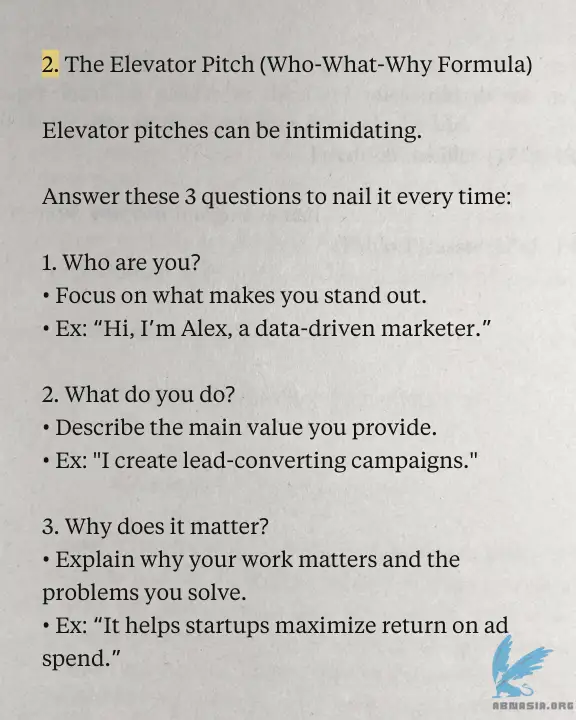 2. The Elevator Pitch (Who-What-Why Formula)
Elevator pitches can be intimidating.
Answer these 3 questions to nail it every time:
1. Who are you?
• Focus on what makes you stand out.
• Ex: “Hi, I’m Alex, a data-driven marketer.”
2. What do you do?
• Describe the main value you provide.
• Ex: "I create lead-converting campaigns."
3. Why does it matter?
• Explain why your work matters and the
problems you solve.
• Ex: “It helps startups maximize return on ad
spend.”
ABMASIA.ORG